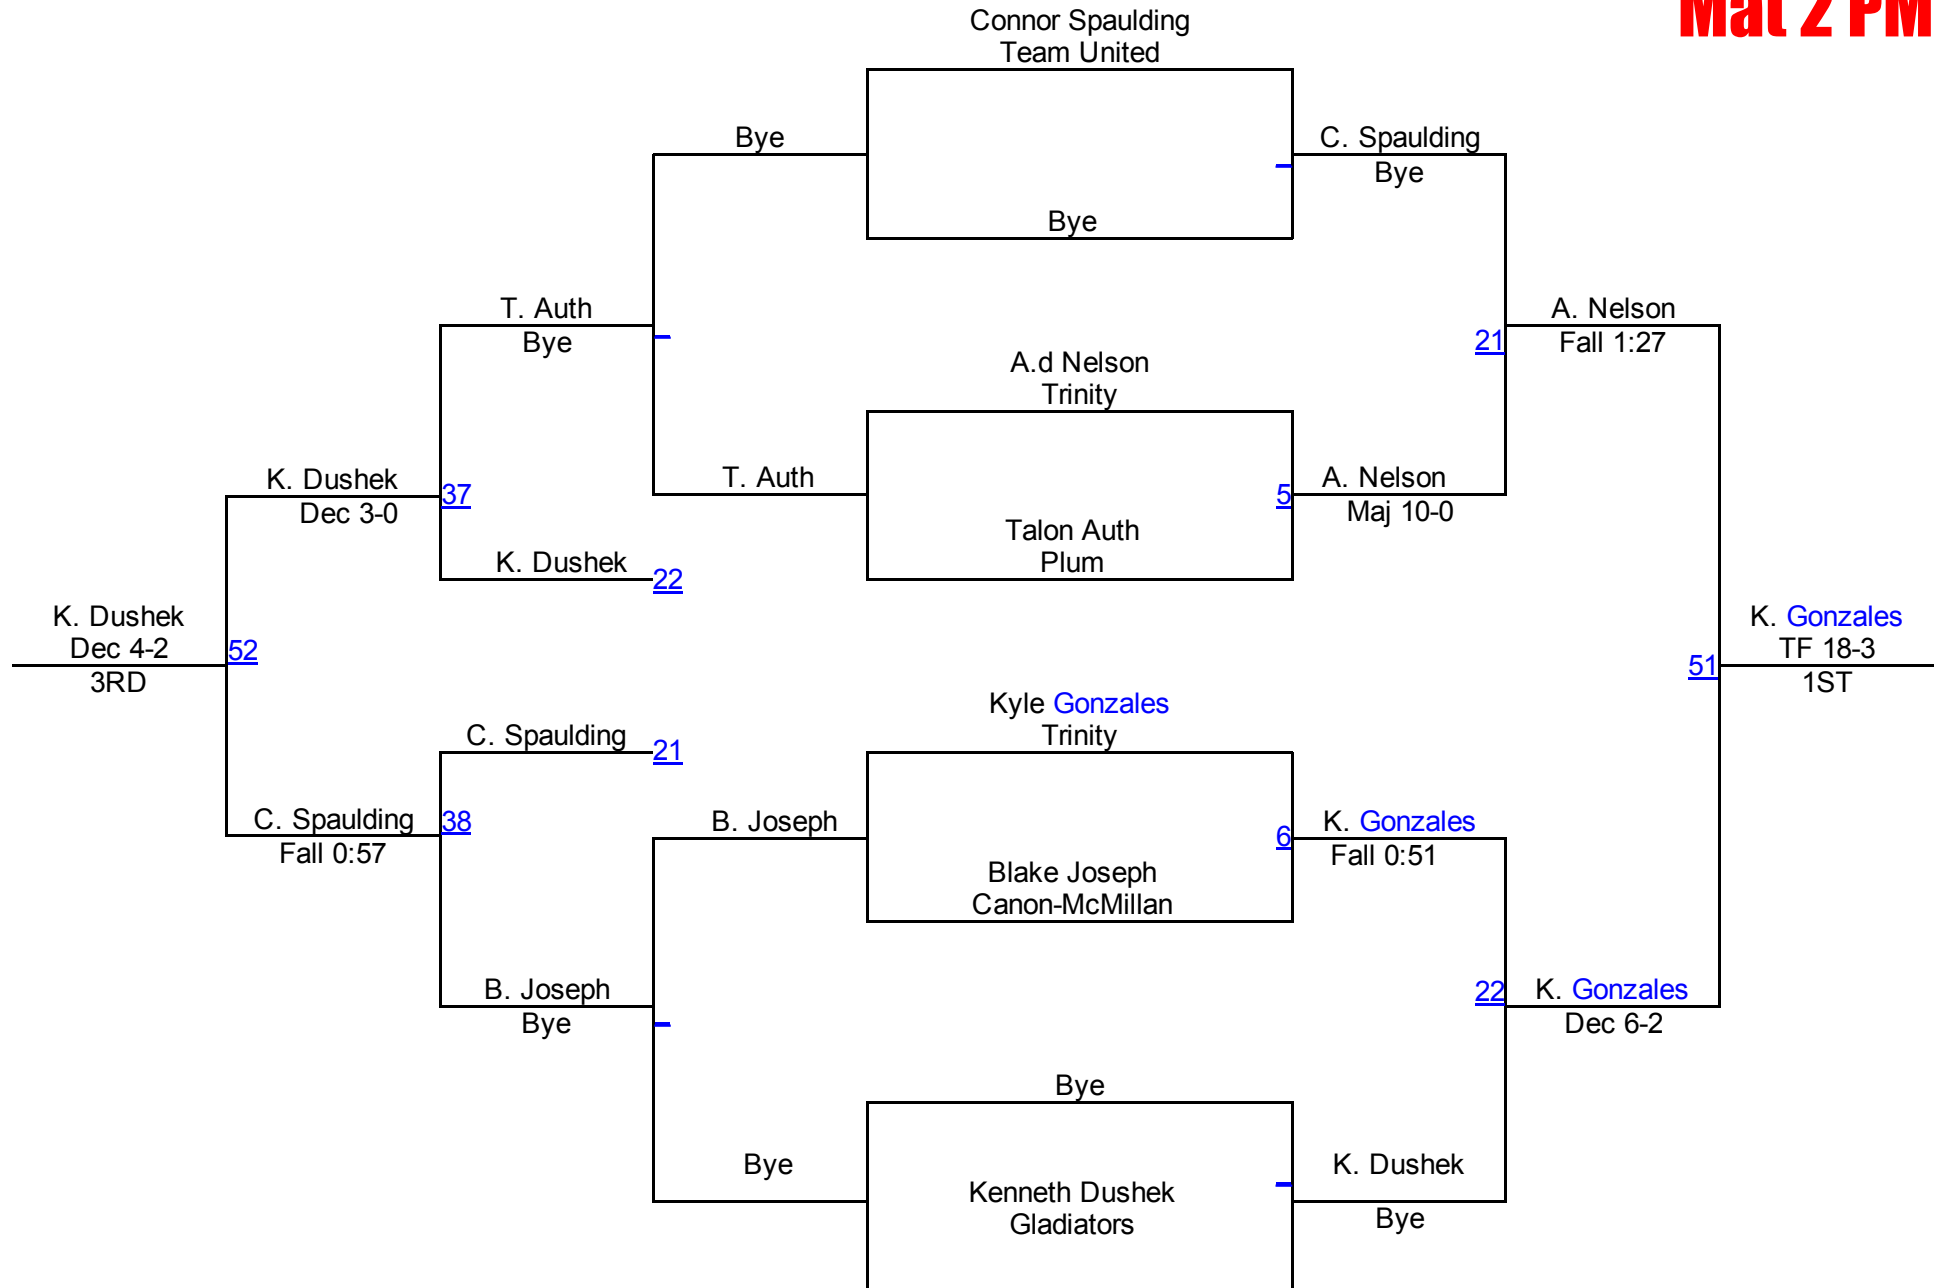 Mat 2 PM
Connor Spaulding
Team United
Bye
C. Spaulding
Bye
Bye
T. Auth
Bye
A. Nelson
Fall 1:27
21
A.d Nelson
Trinity
T. Auth
5
A. Nelson
Maj 10-0
Talon Auth
Plum
K. Dushek
Dec 3-0
37
K. Dushek
22
K. Dushek
Dec 4-2
3RD
52
K. Gonzales
TF 18-3
1ST
51
Kyle Gonzales
Trinity
C. Spaulding
21
C. Spaulding
Fall 0:57
38
B. Joseph
6
K. Gonzales
Fall 0:51
Blake Joseph
Canon-McMillan
B. Joseph
Bye
22
K. Gonzales
Dec 6-2
Bye
Bye
K. Dushek
Bye
Kenneth Dushek
Gladiators